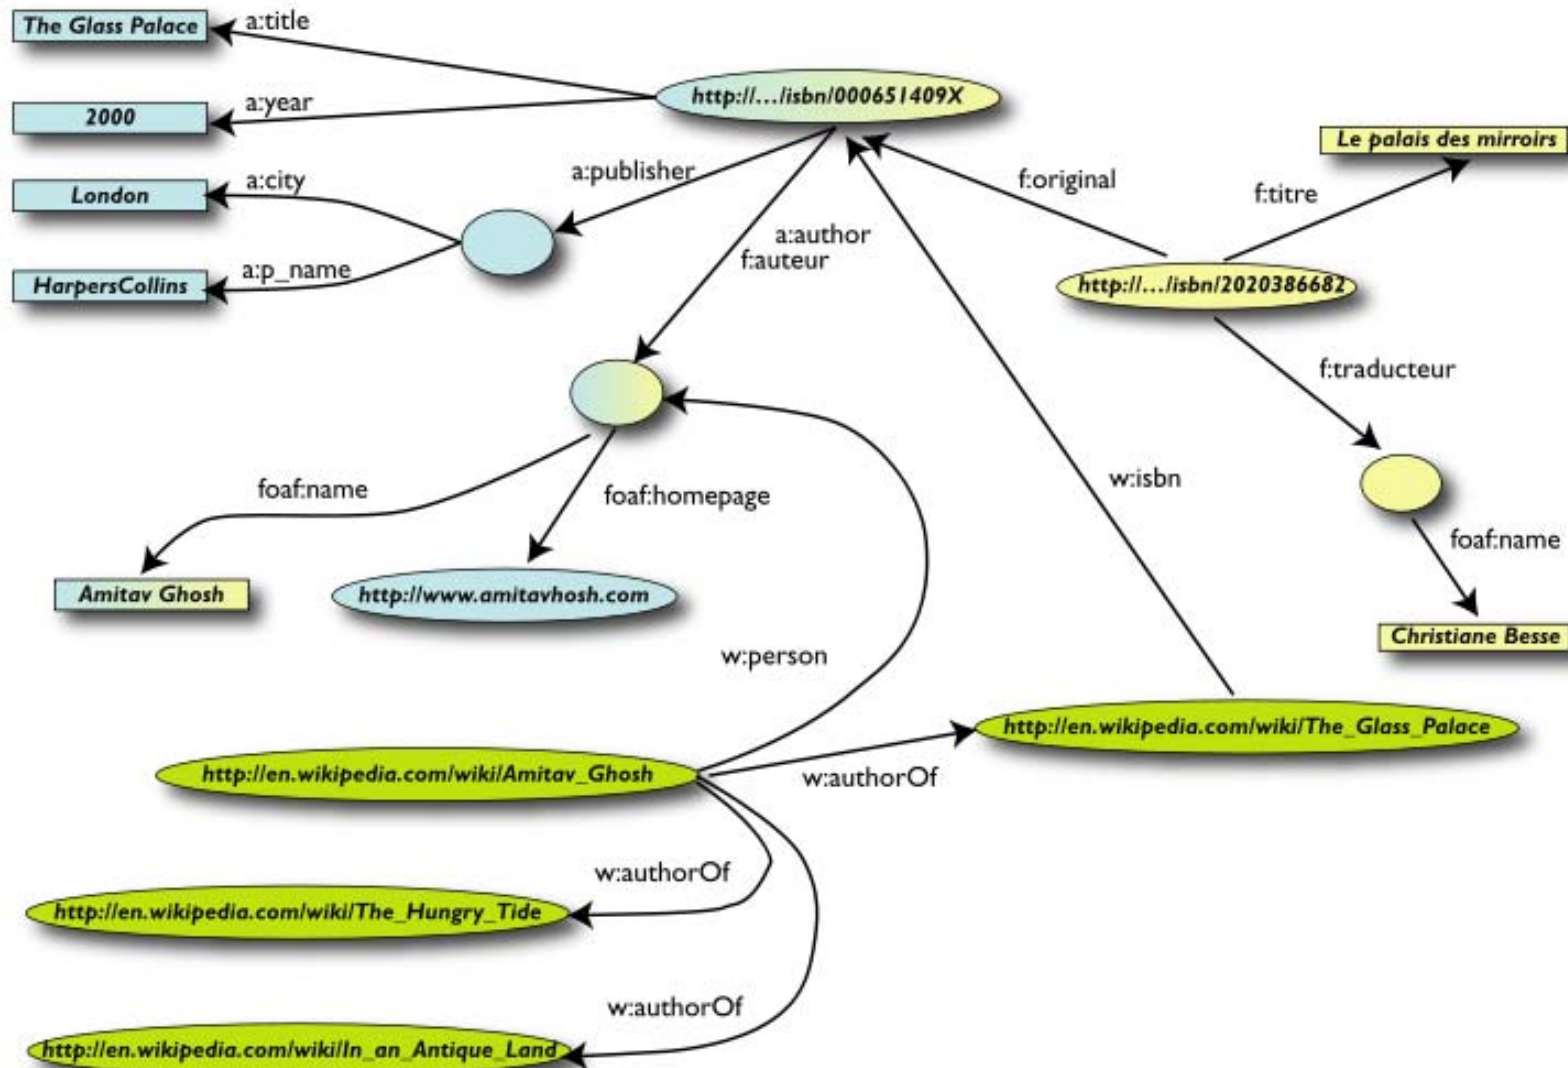 The Glass Palace
a:title
http://.../isbn/000651409X
2000
a:year
Le palais des mirroirs
London
a:city
a:publisher
f:original
f:titre
a:author
f:auteur
HarpersCollins
a:p_name
http://.../isbn/2020386682
f:traducteur
foaf:name
foaf:homepage
w:isbn
foaf:name
Amitav Ghosh
http://www.amitavhosh.com
Christiane Besse
w:person
http://en.wikipedia.com/wiki/The_Glass_Palace
http://en.wikipedia.com/wiki/Amitav_Ghosh
w:authorOf
w:authorOf
http://en.wikipedia.com/wiki/The_Hungry_Tide
w:authorOf
http://en.wikipedia.com/wiki/In_an_Antique_Land